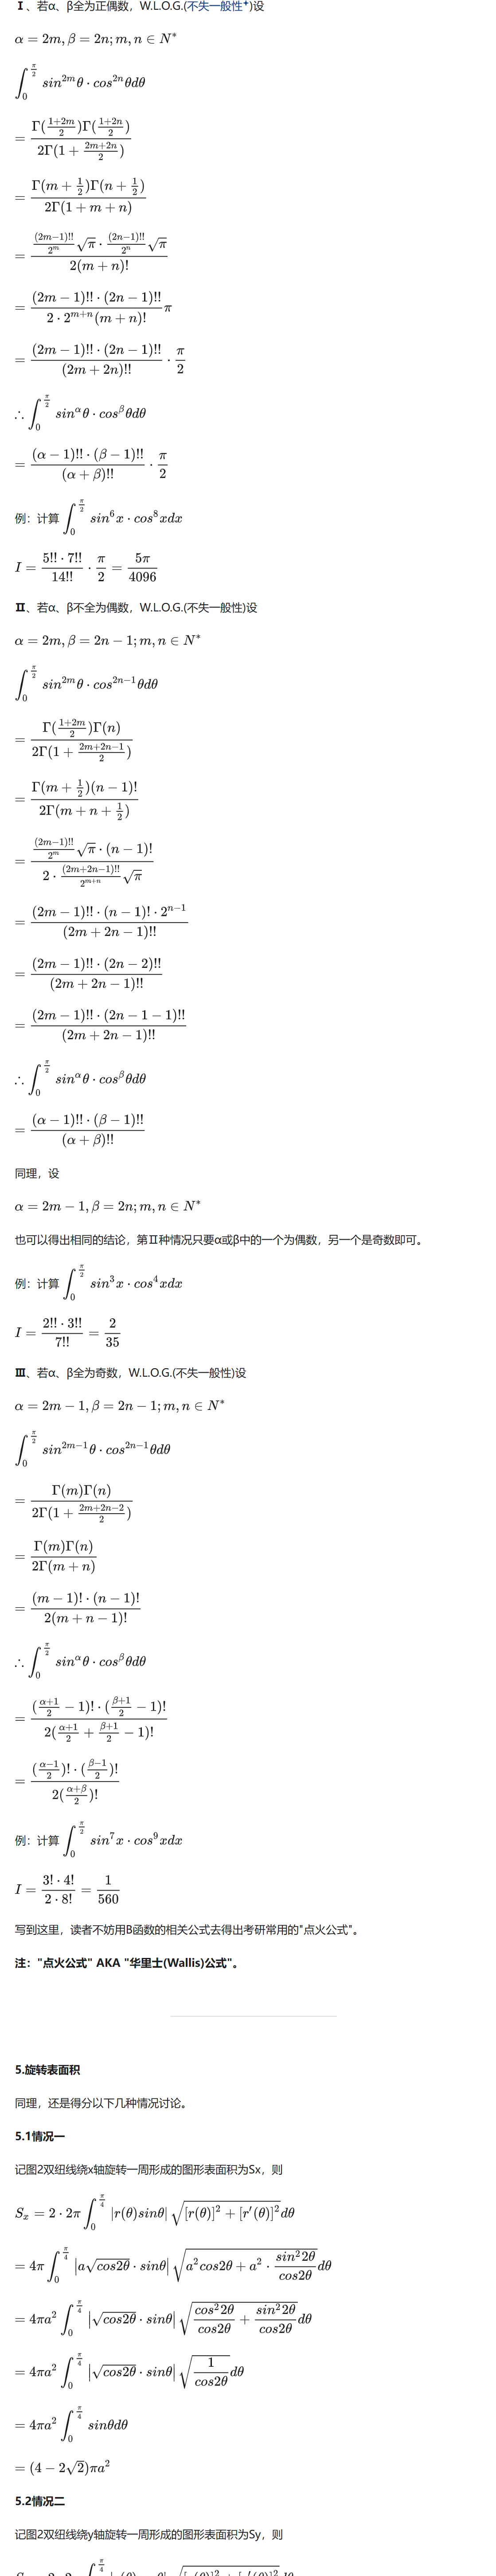 Ⅰ、若α、β全为正偶数，W.L.O.G.(不失一般性✦)设
$\alpha = 2m, \beta = 2n; m, n \in N^*$
$\int_0^{\frac{\pi}{2}} sin^{2m}\theta \cdot cos^{2n}\theta d\theta$
$= \frac{\Gamma(\frac{1+2m}{2})\Gamma(\frac{1+2n}{2})}{2\Gamma(1+\frac{2m+2n}{2})}$
$= \frac{\Gamma(m+\frac{1}{2})\Gamma(n+\frac{1}{2})}{2\Gamma(1+m+n)}$
$= \frac{\frac{(2m-1)!!}{2^m}\sqrt{\pi} \cdot \frac{(2n-1)!!}{2^n}\sqrt{\pi}}{2(m+n)!}$
$= \frac{(2m-1)!! \cdot (2n-1)!!}{2 \cdot 2^{m+n}(m+n)!}\pi$
$= \frac{(2m-1)!! \cdot (2n-1)!!}{(2m+2n)!!} \cdot \frac{\pi}{2}$
$\therefore \int_0^{\frac{\pi}{2}} sin^{\alpha}\theta \cdot cos^{\beta}\theta d\theta$
$= \frac{(\alpha-1)!! \cdot (\beta-1)!!}{(\alpha+\beta)!!} \cdot \frac{\pi}{2}$
例：计算 $\int_0^{\frac{\pi}{2}} sin^6 x \cdot cos^8 x dx$
$I = \frac{5!! \cdot 7!!}{14!!} \cdot \frac{\pi}{2} = \frac{5\pi}{4096}$
Ⅱ、若α、β不全为偶数，W.L.O.G.(不失一般性)设
$\alpha = 2m, \beta = 2n-1; m, n \in N^*$
$\int_0^{\frac{\pi}{2}} sin^{2m}\theta \cdot cos^{2n-1}\theta d\theta$
$= \frac{\Gamma(\frac{1+2m}{2})\Gamma(n)}{2\Gamma(1+\frac{2m+2n-1}{2})}$
$= \frac{\Gamma(m+\frac{1}{2})(n-1)!}{2\Gamma(m+n+\frac{1}{2})}$
$= \frac{\frac{(2m-1)!!}{2^m}\sqrt{\pi} \cdot (n-1)!}{2 \cdot \frac{(2m+2n-1)!!}{2^{m+n}}\sqrt{\pi}}$
$= \frac{(2m-1)!! \cdot (n-1)! \cdot 2^{n-1}}{(2m+2n-1)!!}$
$= \frac{(2m-1)!! \cdot (2n-2)!!}{(2m+2n-1)!!}$
$= \frac{(2m-1)!! \cdot (2n-1-1)!!}{(2m+2n-1)!!}$
$\therefore \int_0^{\frac{\pi}{2}} sin^{\alpha}\theta \cdot cos^{\beta}\theta d\theta$
$= \frac{(\alpha-1)!! \cdot (\beta-1)!!}{(\alpha+\beta)!!}$
同理，设
$\alpha = 2m-1, \beta = 2n; m, n \in N^*$
也可以得出相同的结论，第Ⅱ种情况只要α或β中的一个为偶数，另一个是奇数即可。
例：计算 $\int_0^{\frac{\pi}{2}} sin^3 x \cdot cos^4 x dx$
$I = \frac{2!! \cdot 3!!}{7!!} = \frac{2}{35}$
Ⅲ、若α、β全为奇数，W.L.O.G.(不失一般性)设
$\alpha = 2m-1, \beta = 2n-1; m, n \in N^*$
$\int_0^{\frac{\pi}{2}} sin^{2m-1}\theta \cdot cos^{2n-1}\theta d\theta$
$= \frac{\Gamma(m)\Gamma(n)}{2\Gamma(1+\frac{2m+2n-2}{2})}$
$= \frac{\Gamma(m)\Gamma(n)}{2\Gamma(m+n)}$
$= \frac{(m-1)! \cdot (n-1)!}{2(m+n-1)!}$
$\therefore \int_0^{\frac{\pi}{2}} sin^{\alpha}\theta \cdot cos^{\beta}\theta d\theta$
$= \frac{(\frac{\alpha+1}{2}-1)! \cdot (\frac{\beta+1}{2}-1)!}{2(\frac{\alpha+1}{2}+\frac{\beta+1}{2}-1)!}$
$= \frac{(\frac{\alpha-1}{2})! \cdot (\frac{\beta-1}{2})!}{2(\frac{\alpha+\beta}{2})!}$
例：计算 $\int_0^{\frac{\pi}{2}} sin^7 x \cdot cos^9 x dx$
$I = \frac{3! \cdot 4!}{2 \cdot 8!} = \frac{1}{560}$
写到这里，读者不妨用B函数的相关公式去得出考研常用的"点火公式"。
注："点火公式" AKA "华里士(Wallis)公式"。
5.旋转表面积
同理，还是得分以下几种情况讨论。
5.1情况一
记图2双纽线绕x轴旋转一周形成的图形表面积为Sx，则
$S_x = 2 \cdot 2\pi \int_0^{\frac{\pi}{4}} |r(\theta)sin\theta| \sqrt{[r(\theta)]^2 + [r'(\theta)]^2} d\theta$
$= 4\pi \int_0^{\frac{\pi}{4}} |a\sqrt{cos2\theta} \cdot sin\theta| \sqrt{a^2 cos2\theta + a^2 \cdot \frac{sin^2 2\theta}{cos2\theta}} d\theta$
$= 4\pi a^2 \int_0^{\frac{\pi}{4}} |\sqrt{cos2\theta} \cdot sin\theta| \sqrt{\frac{cos^2 2\theta}{cos2\theta} + \frac{sin^2 2\theta}{cos2\theta}} d\theta$
$= 4\pi a^2 \int_0^{\frac{\pi}{4}} |\sqrt{cos2\theta} \cdot sin\theta| \sqrt{\frac{1}{cos2\theta}} d\theta$
$= 4\pi a^2 \int_0^{\frac{\pi}{4}} sin\theta d\theta$
$= (4-2\sqrt{2})\pi a^2$
5.2情况二
记图2双纽线绕y轴旋转一周形成的图形表面积为Sy，则